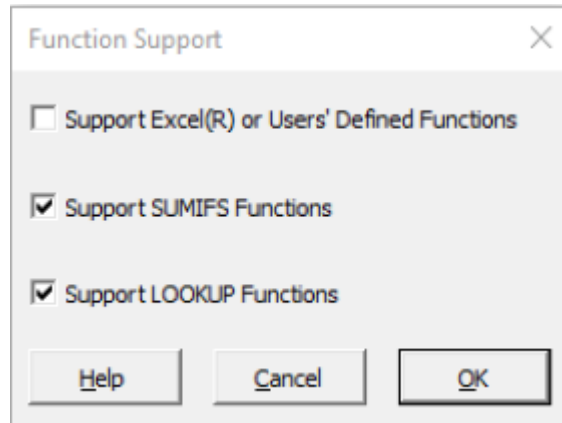 Function Support
Support Excel(R) or Users' Defined Functions
Support SUMIFS Functions
Support LOOKUP Functions
Help Cancel OK